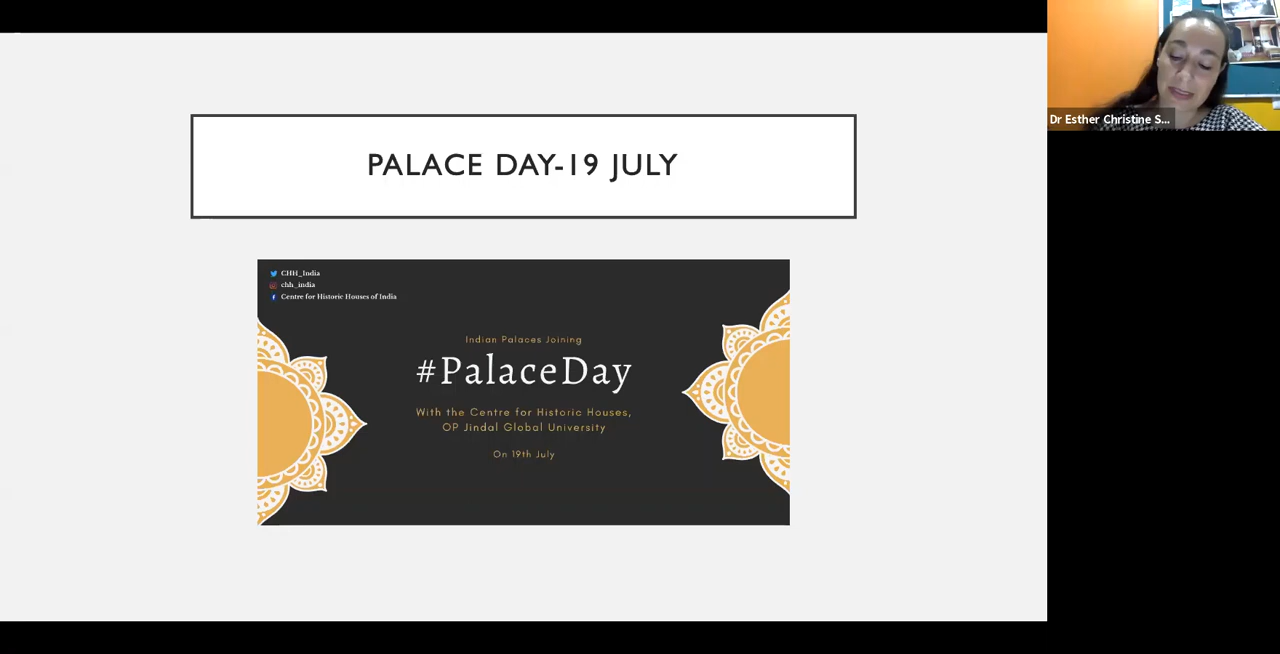 PALACE DAY-19 JULY
CHH_India
chh_india
Centre for Historic Houses of India
Indian Palaces Joining
#PalaceDay
With the Centre for Historic Houses,
OP Jindal Global University
On 19th July
Dr Esther Christine S...